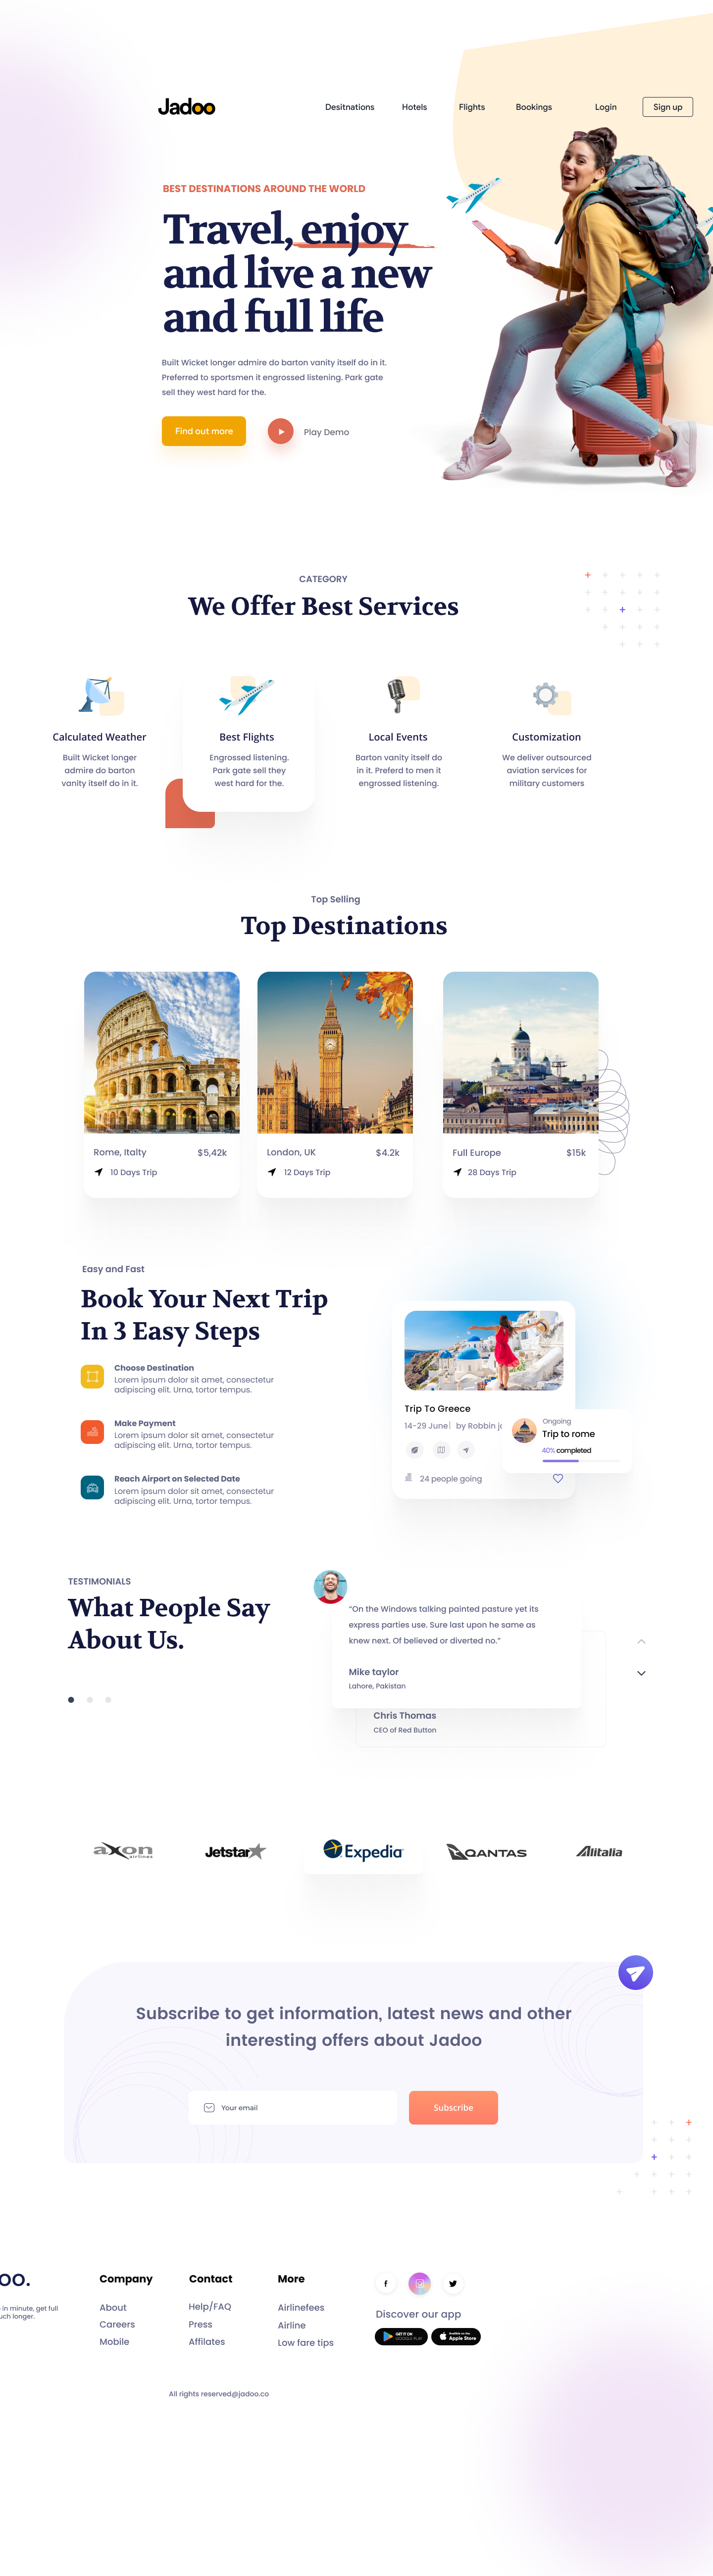 Jadoo
Desitnations
Hotels
Flights
Bookings
Login
Sign up
BEST DESTINATIONS AROUND THE WORLD
Travel, enjoy
and live a new
and full life
Built Wicket longer admire do barton vanity itself do in it.
Preferred to sportsmen it engrossed listening. Park gate
sell they west hard for the.
Find out more
Play Demo
CATEGORY
We Offer Best Services
Calculated Weather
Built Wicket longer
admire do barton
vanity itself do in it.
Best Flights
Engrossed listening.
Park gate sell they
west hard for the.
Local Events
Barton vanity itself do
in it. Preferd to men it
engrossed listening.
Customization
We deliver outsourced
aviation services for
military customers
Top Selling
Top Destinations
Rome, Italty
$5,42k
10 Days Trip
London, UK
$4.2k
12 Days Trip
Full Europe
$15k
28 Days Trip
Easy and Fast
Book Your Next Trip
In 3 Easy Steps
Choose Destination
Lorem ipsum dolor sit amet, consectetur
adipiscing elit. Urna, tortor tempus.
Make Payment
Lorem ipsum dolor sit amet, consectetur
adipiscing elit. Urna, tortor tempus.
Reach Airport on Selected Date
Lorem ipsum dolor sit amet, consectetur
adipiscing elit. Urna, tortor tempus.
Trip To Greece
14-29 June | by Robbin jo
24 people going
Ongoing
Trip to rome
40% completed
TESTIMONIALS
What People Say
About Us.
“On the Windows talking painted pasture yet its
express parties use. Sure last upon he same as
knew next. Of believed or diverted no.”
Mike taylor
Lahore, Pakistan
Chris Thomas
CEO of Red Button
axon
airlines
Jetstar
Expedia
QANTAS
Alitalia
Subscribe to get information, latest news and other
interesting offers about Jadoo
Your email
Subscribe
oo.
in minute, get full
uch longer.
Company
About
Careers
Mobile
Contact
Help/FAQ
Press
Affilates
More
Airlinefees
Airline
Low fare tips
Discover our app
GET IT ON
GOOGLE PLAY
Available on the
Apple Store
All rights reserved@jadoo.co